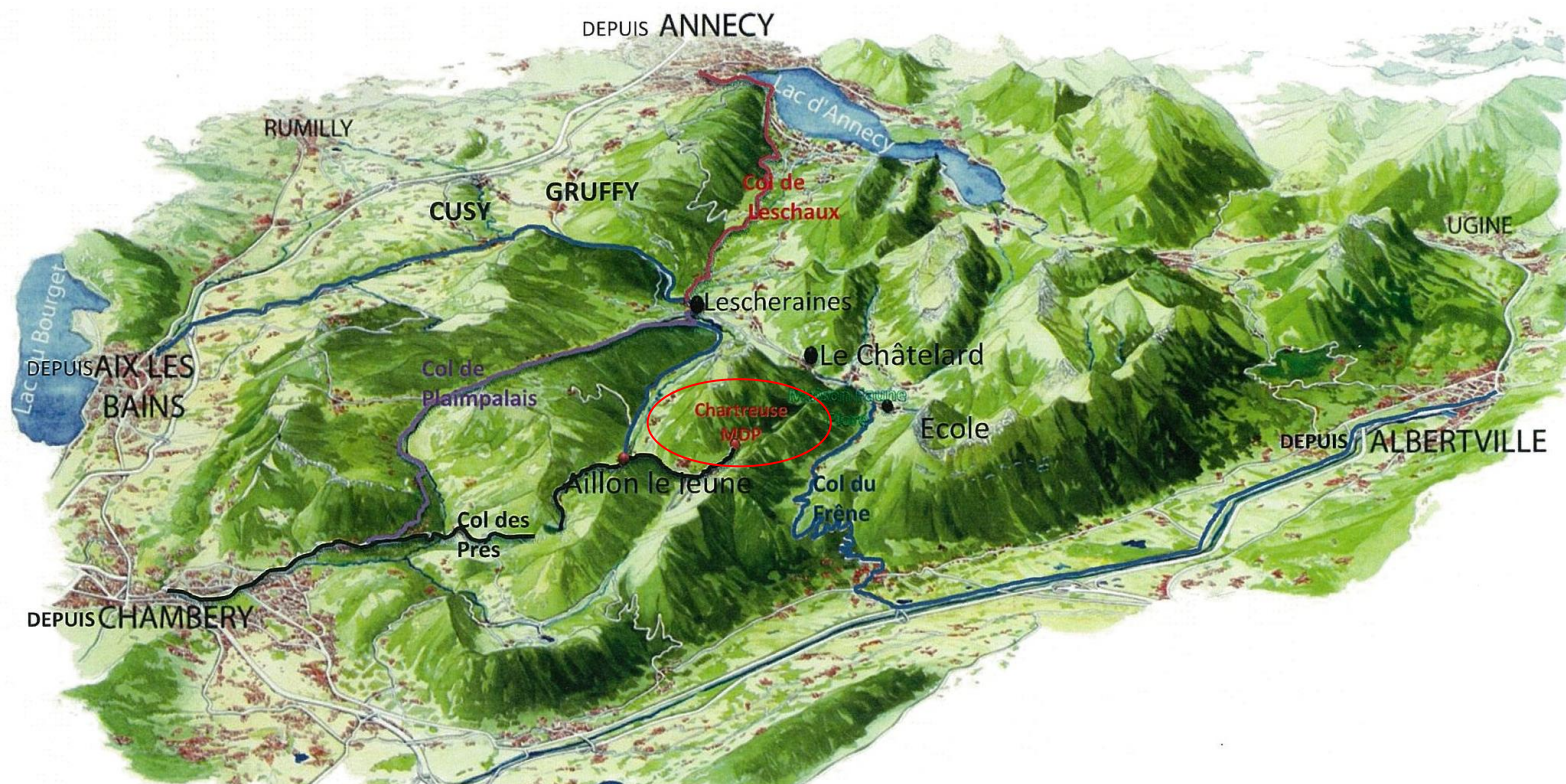 DEPUIS ANNECY
Lac d'Annecy
RUMILLY
GRUFFY
CUSY
Col de
Leschaux
UGINE
Lac du Bourget
Lescheraines
Le Châtelard
DEPUIS AIX LES
BAINS
Col de
Plaimpalais
Chartreuse
MDP
Ecole
DEPUIS ALBERTVILLE
Aillon le Jeune
Col du
Frêne
Col des
Prés
DEPUIS CHAMBERY